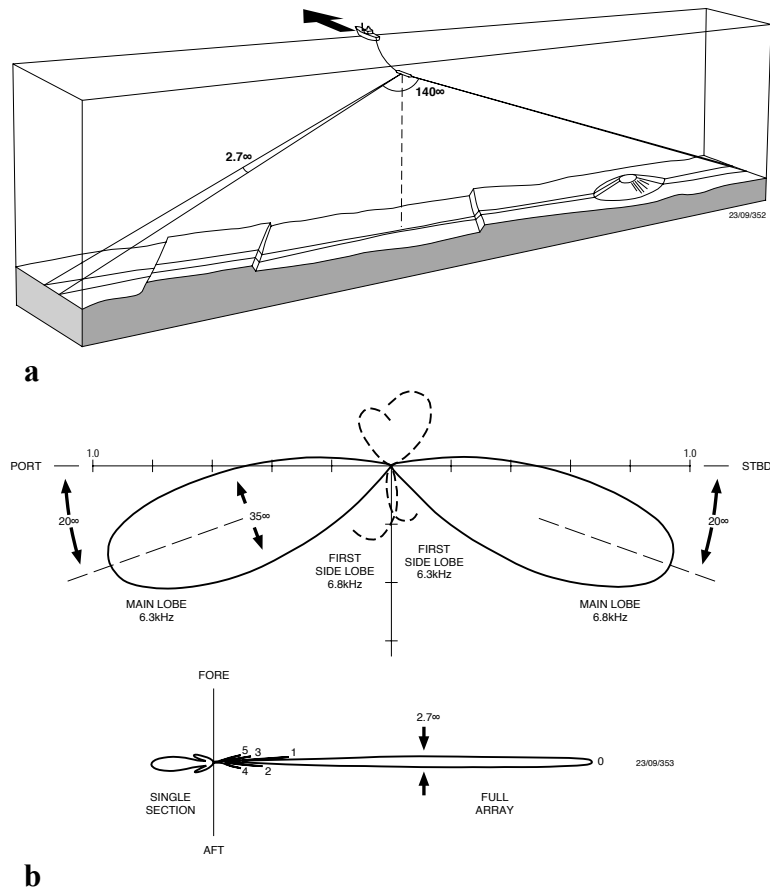 140∞
2.7∞
23/09/352
a
1.0
1.0
PORT
STBD
20∞
35∞
20∞
FIRST
SIDE LOBE
6.8kHz
FIRST
SIDE LOBE
6.3kHz
MAIN LOBE
6.3kHz
MAIN LOBE
6.8kHz
FORE
2.7∞
5
3
1
0
4
2
23/09/353
SINGLE
SECTION
FULL
ARRAY
AFT
b